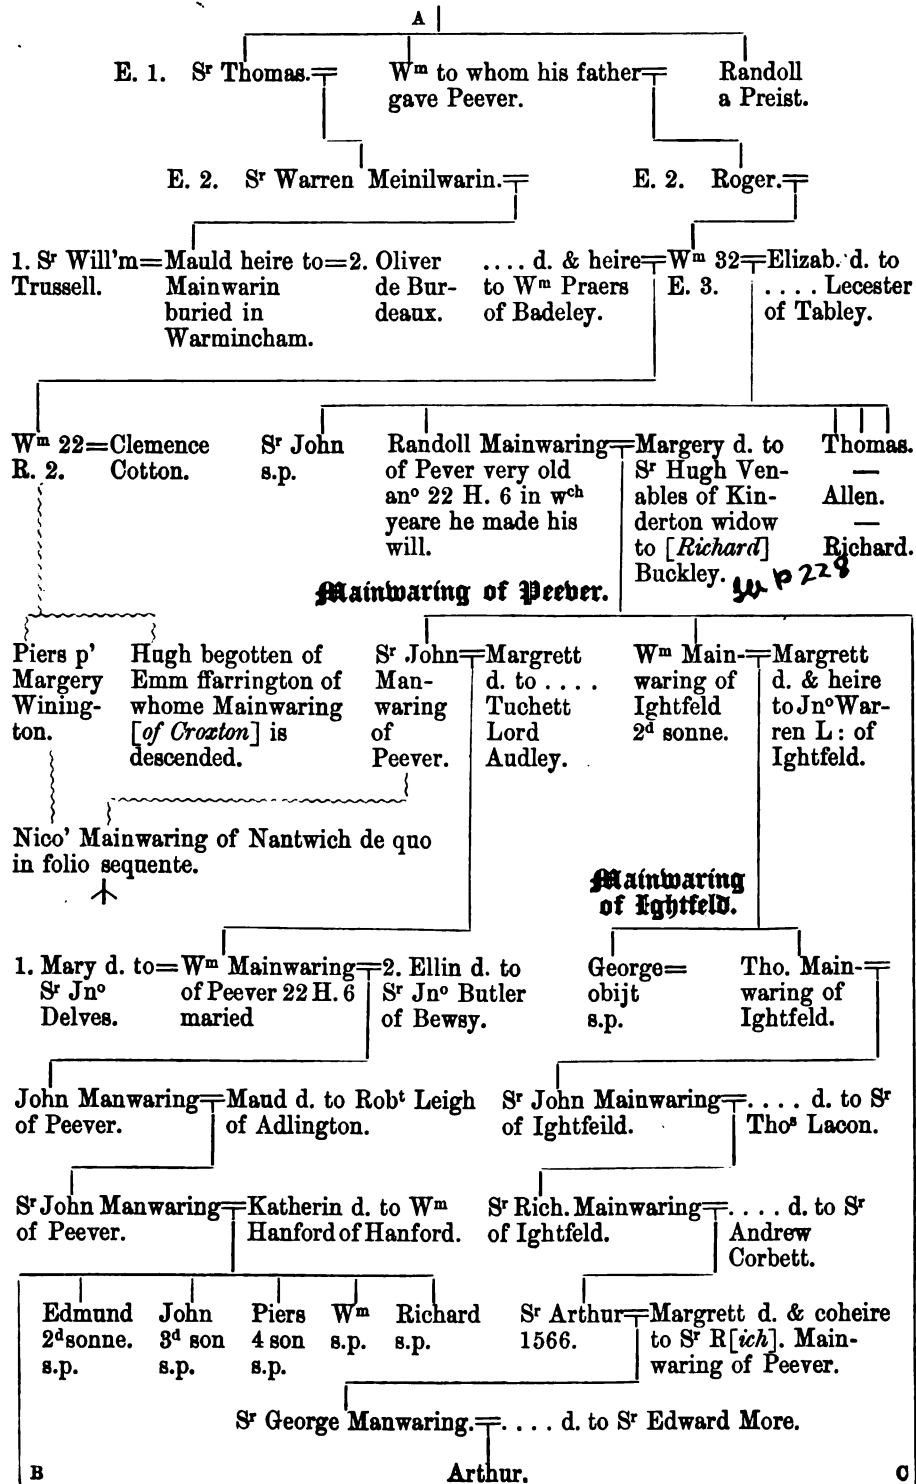 A
E. 1. Sr Thomas.
Wm to whom his father
gave Peever.
Randoll
a Preist.
E. 2. Sr Warren Meinilwarin.
E. 2. Roger.
1. Sr Will'm
Trussell.
Mauld heire to
Mainwarin
buried in
Warmincham.
2. Oliver
de Bur-
deaux.
.... d. & heire
to Wm Praers
of Badeley.
Wm 32
E. 3.
Elizab. d. to
.... Lecester
of Tabley.
Wm 22
R. 2.
Clemence
Cotton.
Sr John
s.p.
Randoll Mainwaring
of Pever very old
ano 22 H. 6 in wch
yeare he made his
will.
Margery d. to
Sr Hugh Ven-
ables of Kin-
derton widow
to [Richard]
Buckley.
Thomas.
—
Allen.
—
Richard.
p 228
Mainwaring of Peever.
Piers p'
Margery
Wining-
ton.
Hugh begotten of
Emm ffarrington of
whome Mainwaring
[of Croxton] is
descended.
Sr John
Man-
waring
of
Peever.
Margrett
d. to ....
Tuchett
Lord
Audley.
Wm Main-
waring of
Ightfeld
2d sonne.
Margrett
d. & heire
to Jno War-
ren L: of
Ightfeld.
Nico' Mainwaring of Nantwich de quo
in folio sequente.
Mainwaring
of Ightfeld.
1. Mary d. to
Sr Jno
Delves.
Wm Mainwaring
of Peever 22 H. 6
maried
2. Ellin d. to
Sr Jno Butler
of Bewsy.
George
obijt
s.p.
Tho. Main-
waring of
Ightfeld.
John Manwaring
of Peever.
Maud d. to Robt Leigh
of Adlington.
Sr John Mainwaring
of Ightfeild.
.... d. to Sr
Thos Lacon.
Sr John Manwaring
of Peever.
Katherin d. to Wm
Hanford of Hanford.
Sr Rich. Mainwaring
of Ightfeld.
.... d. to Sr
Andrew
Corbett.
Edmund
2d sonne.
s.p.
John
3d son
s.p.
Piers
4 son
s.p.
Wm
s.p.
Richard
s.p.
Sr Arthur
1566.
Margrett d. & coheire
to Sr R[ich]. Main-
waring of Peever.
Sr George Manwaring.
.... d. to Sr Edward More.
B
Arthur.
C